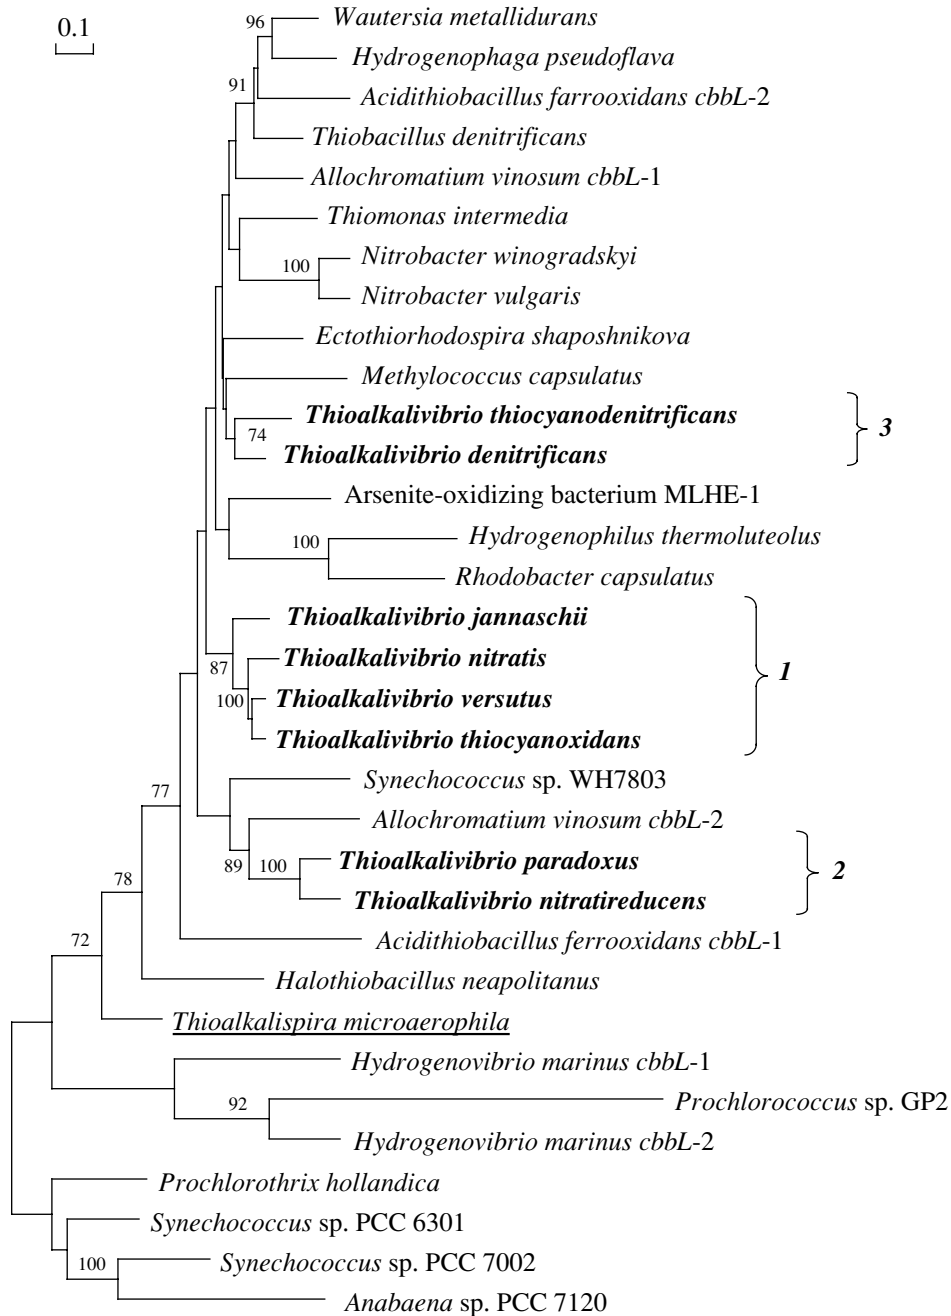 0.1
96
Wautersia metallidurans
Hydrogenophaga pseudoflava
91
Acidithiobacillus farrooxidans cbbL-2
Thiobacillus denitrificans
Allochromatium vinosum cbbL-1
Thiomonas intermedia
100
Nitrobacter winogradskyi
Nitrobacter vulgaris
Ectothiorhodospira shaposhnikova
Methylococcus capsulatus
Thioalkalivibrio thiocyanodenitrificans
74
3
Thioalkalivibrio denitrificans
Arsenite-oxidizing bacterium MLHE-1
100
Hydrogenophilus thermoluteolus
Rhodobacter capsulatus
Thioalkalivibrio jannaschii
87
Thioalkalivibrio nitratis
1
100
Thioalkalivibrio versutus
Thioalkalivibrio thiocyanoxidans
77
Synechococcus sp. WH7803
Allochromatium vinosum cbbL-2
89
100
Thioalkalivibrio paradoxus
2
78
Thioalkalivibrio nitratireducens
72
Acidithiobacillus ferrooxidans cbbL-1
Halothiobacillus neapolitanus
Thioalkalispira microaerophila
Hydrogenovibrio marinus cbbL-1
92
Prochlorococcus sp. GP2
Hydrogenovibrio marinus cbbL-2
Prochlorothrix hollandica
Synechococcus sp. PCC 6301
100
Synechococcus sp. PCC 7002
Anabaena sp. PCC 7120